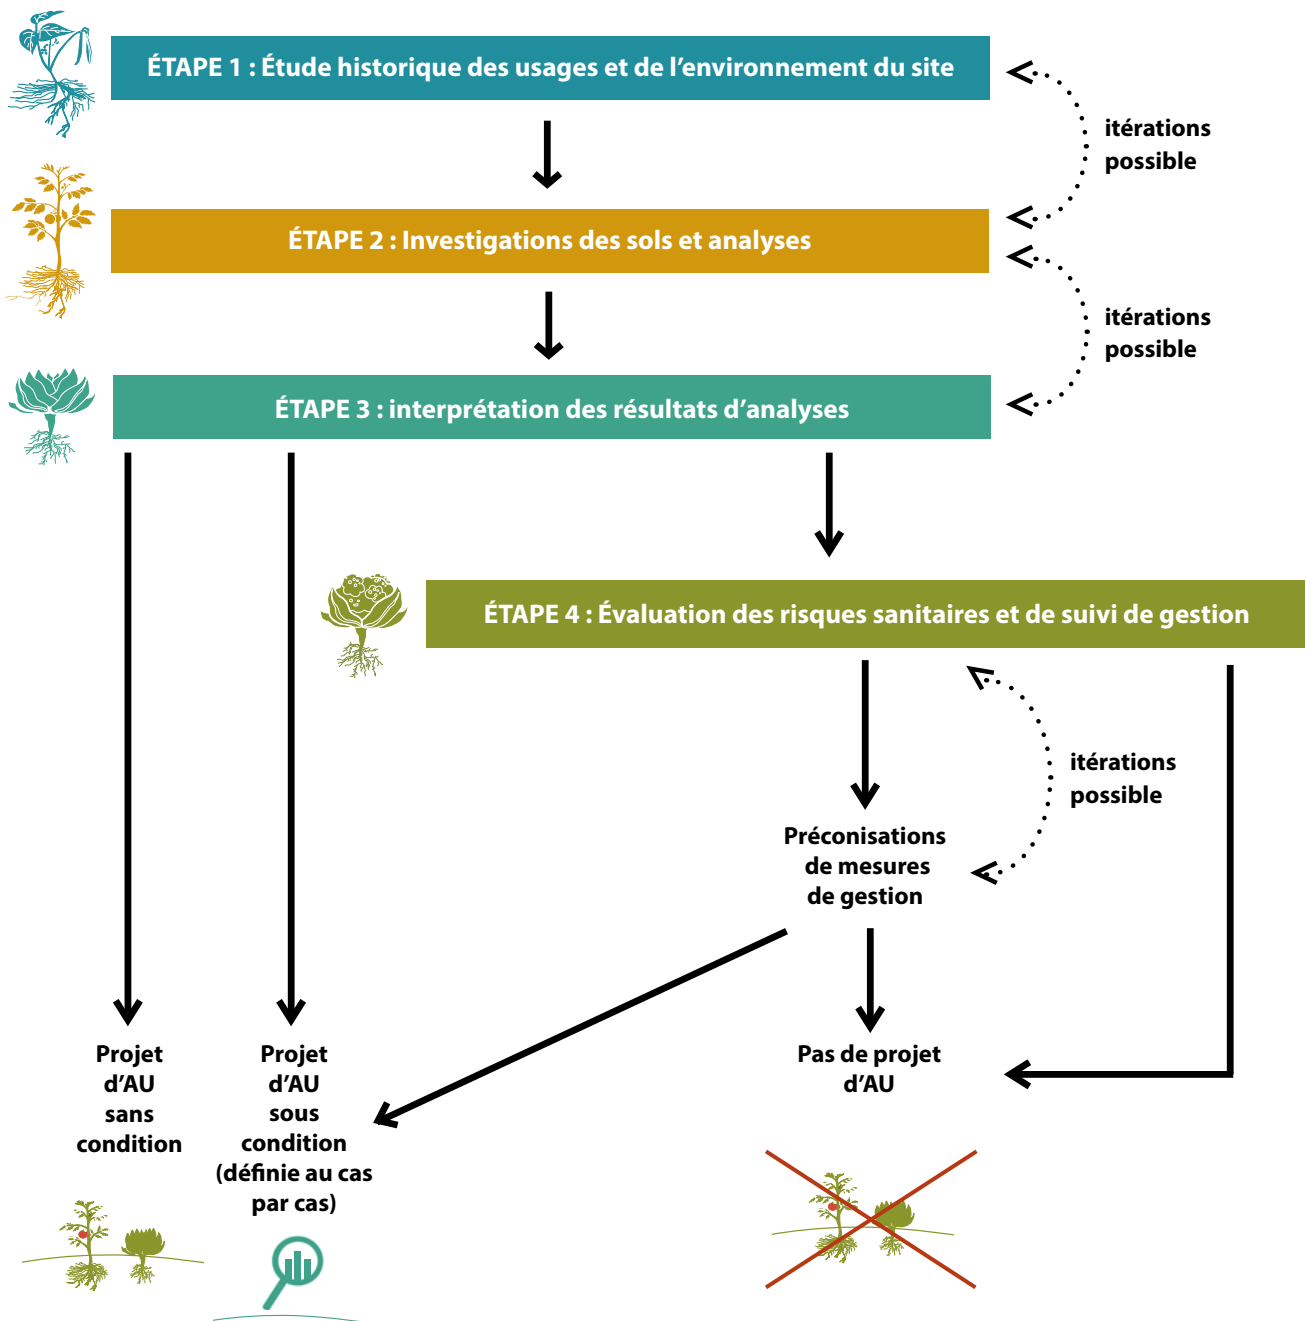 ÉTAPE 1 : Étude historique des usages et de l’environnement du site
itérations
possible
ÉTAPE 2 : Investigations des sols et analyses
itérations
possible
ÉTAPE 3 : interprétation des résultats d’analyses
ÉTAPE 4 : Évaluation des risques sanitaires et de suivi de gestion
itérations
possible
Préconisations
de mesures
de gestion
Projet
d’AU
sans
condition
Projet
d’AU
sous
condition
(définie au cas
par cas)
Pas de projet
d’AU